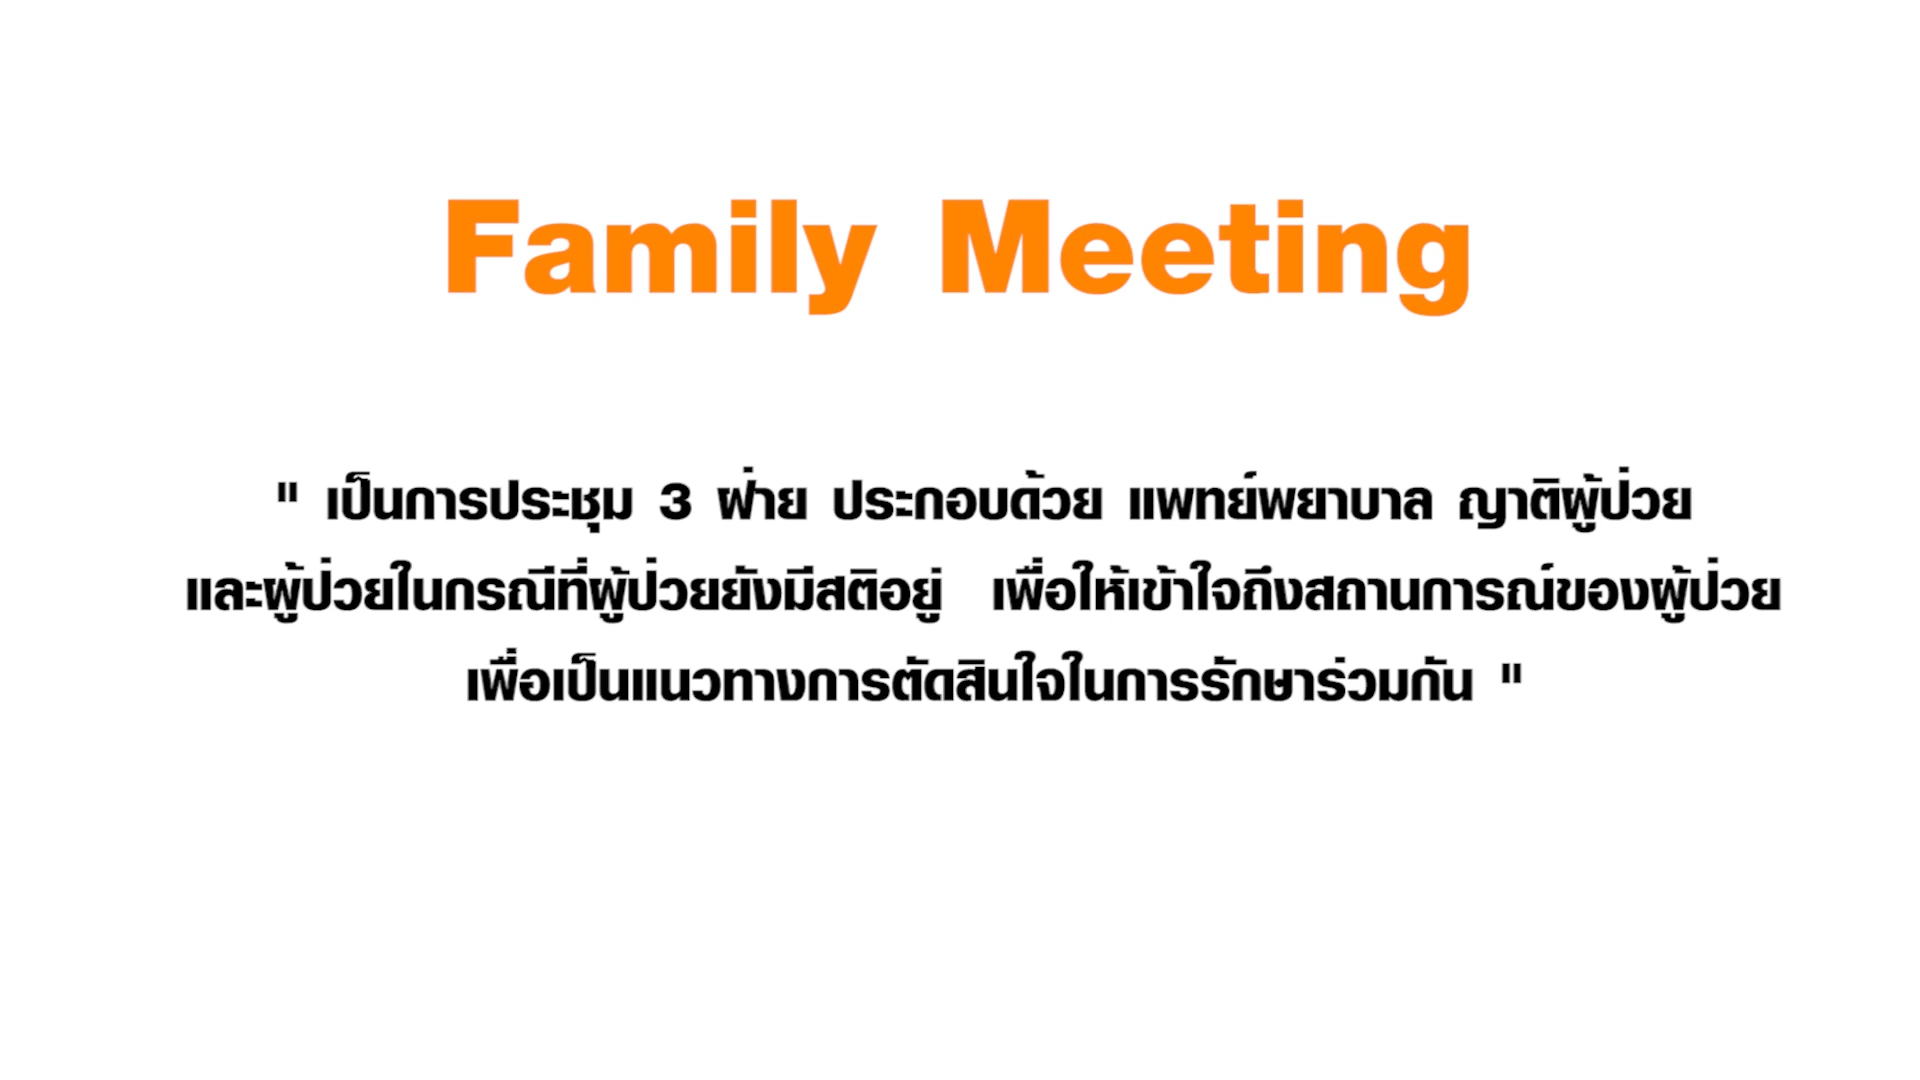 Family Meeting
" เป็นการประชุม 3 ฝ่าย ประกอบด้วย แพทย์พยาบาล ญาติผู้ป่วย
และผู้ป่วยในกรณีที่ผู้ป่วยยังมีสติอยู่ เพื่อให้เข้าใจถึงสถานการณ์ของผู้ป่วย
เพื่อเป็นแนวทางการตัดสินใจในการรักษาร่วมกัน "